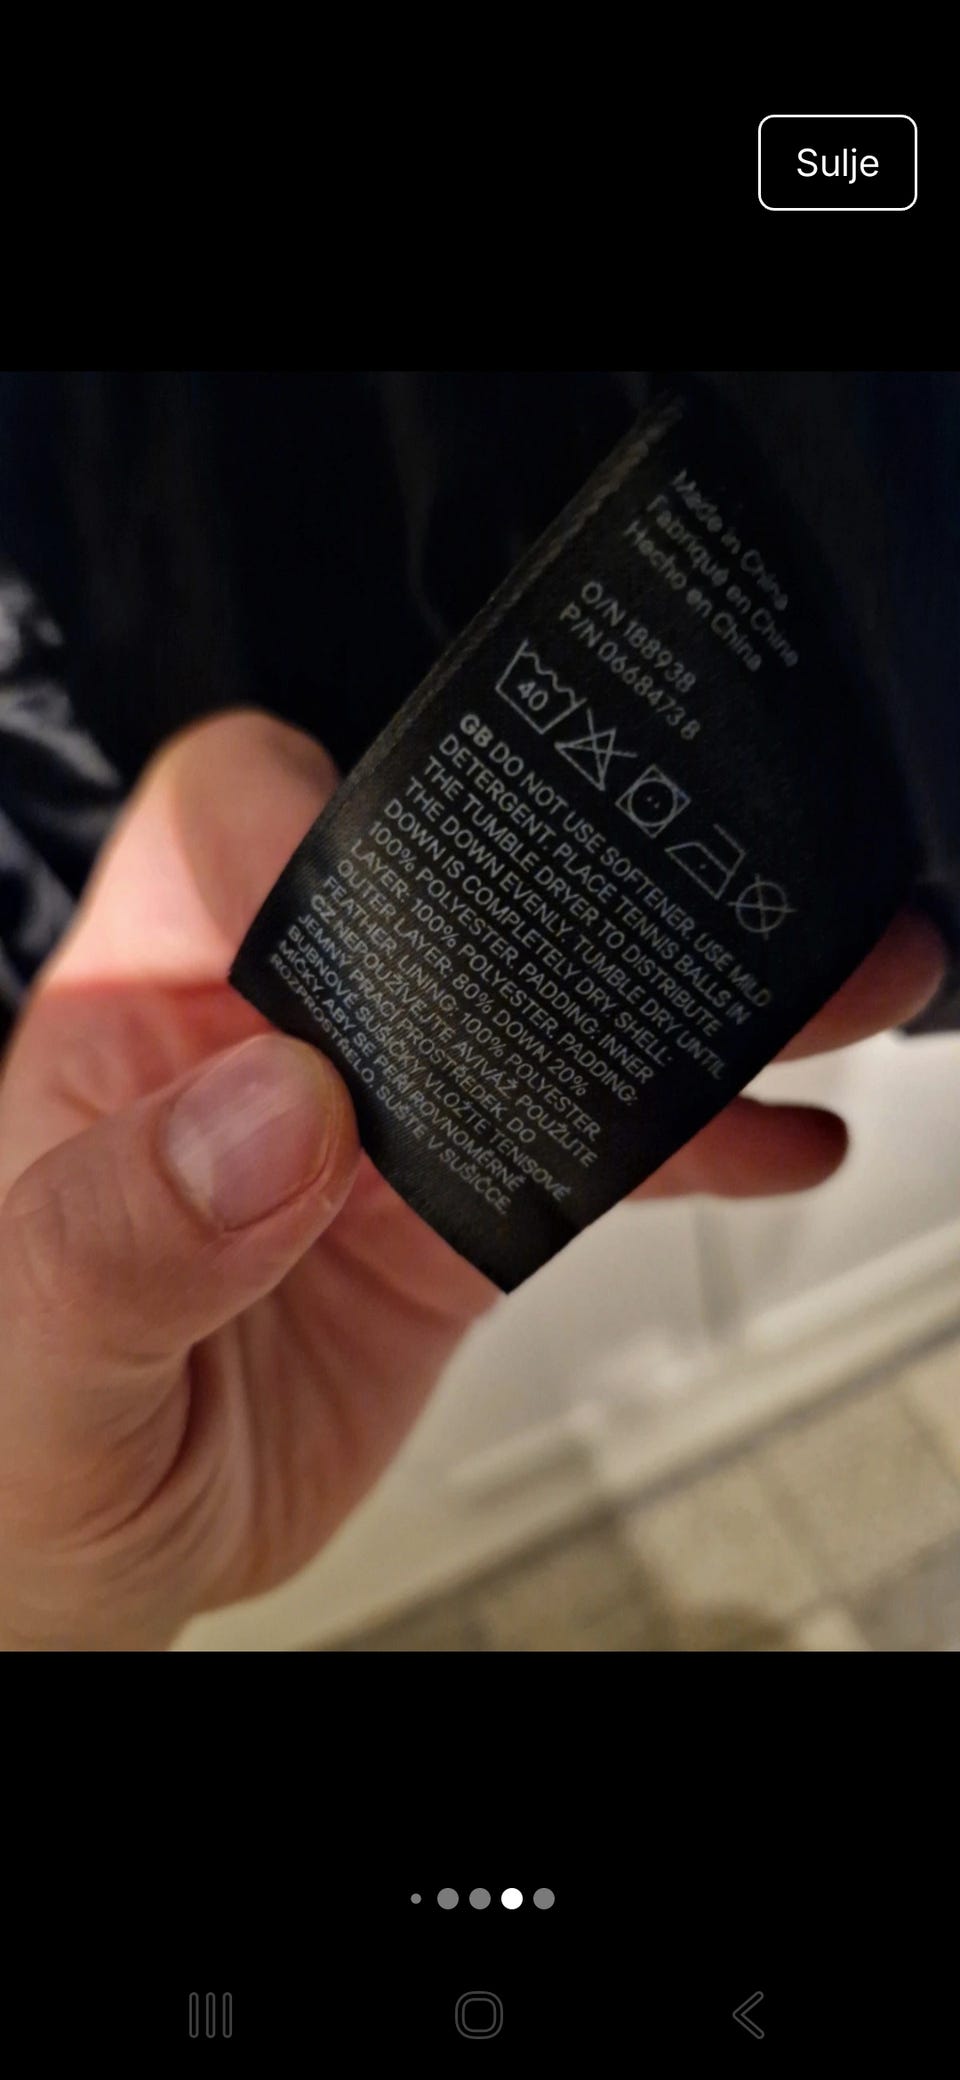 Sulje
Made in China
Fabriqué en Chine
Hecho en China
O/N 188938
P/N 06684738
40
GB DO NOT USE SOFTENER. USE MILD
DETERGENT. PLACE TENNIS BALLS IN
THE TUMBLE DRYER TO DISTRIBUTE
THE DOWN EVENLY. TUMBLE DRY UNTIL
DOWN IS COMPLETELY DRY. SHELL:
100% POLYESTER. PADDING: INNER
LAYER: 100% POLYESTER. PADDING:
OUTER LAYER: 80% DOWN 20%
FEATHER. LINING: 100% POLYESTER.
CZ NEPOUŽÍVEJTE AVIVÁŽ. POUŽIJTE
JEMNÝ PRACÍ PROSTŘEDEK. DO
BUBNOVÉ SUŠIČKY VLOŽTE TENISOVÉ
MÍČKY, ABY SE PEŘÍ ROVNOMĚRNĚ
ROZPROSTŘELO. SUŠTE V SUŠIČCE,